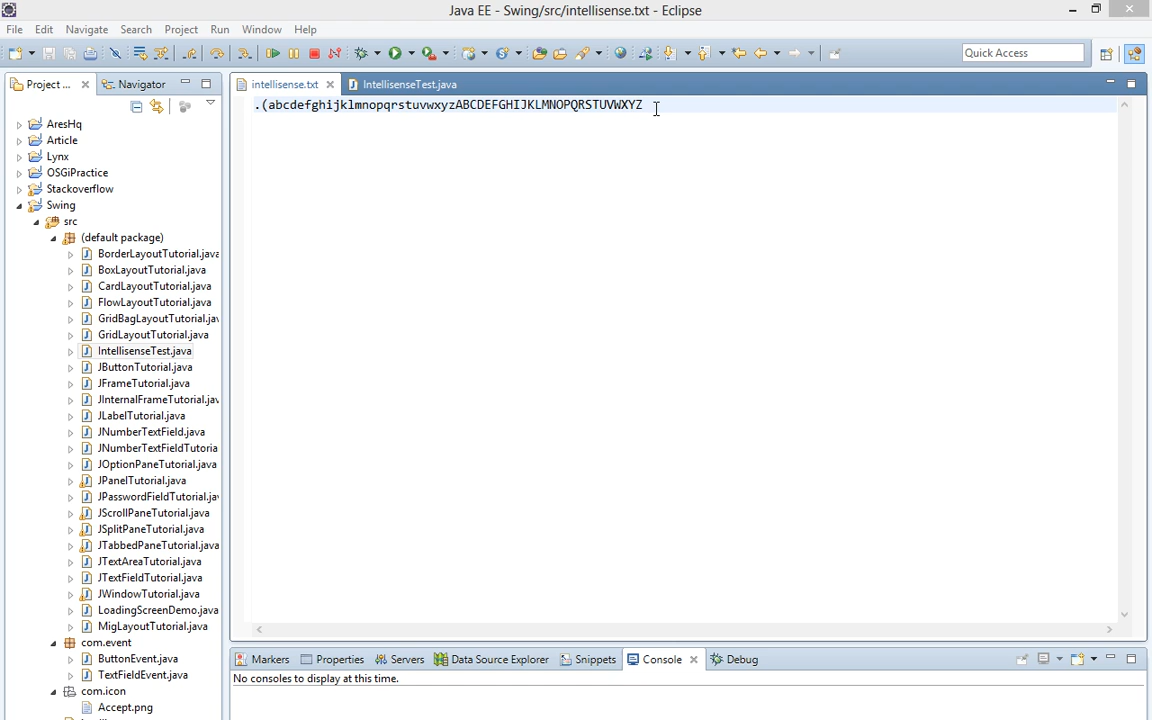 Java EE - Swing/src/intellisense.txt - Eclipse
File Edit Navigate Search Project Run Window Help
Quick Access
Project ... Navigator
intellisense.txt IntellisenseTest.java
.(abcdefghijklmnopqrstuvwxyzABCDEFGHIJKLMNOPQRSTUVWXYZ
AresHq
Article
Lynx
OSGiPractice
Stackoverflow
Swing
src
(default package)
BorderLayoutTutorial.java
BoxLayoutTutorial.java
CardLayoutTutorial.java
FlowLayoutTutorial.java
GridBagLayoutTutorial.jav
GridLayoutTutorial.java
IntellisenseTest.java
JButtonTutorial.java
JFrameTutorial.java
JInternalFrameTutorial.jav
JLabelTutorial.java
JNumberTextField.java
JNumberTextFieldTutoria
JOptionPaneTutorial.java
JPanelTutorial.java
JPasswordFieldTutorial.jav
JScrollPaneTutorial.java
JSplitPaneTutorial.java
JTabbedPaneTutorial.java
JTextAreaTutorial.java
JTextFieldTutorial.java
JWindowTutorial.java
LoadingScreenDemo.java
MigLayoutTutorial.java
com.event
ButtonEvent.java
TextFieldEvent.java
com.icon
Accept.png
Markers Properties Servers Data Source Explorer Snippets Console Debug
No consoles to display at this time.